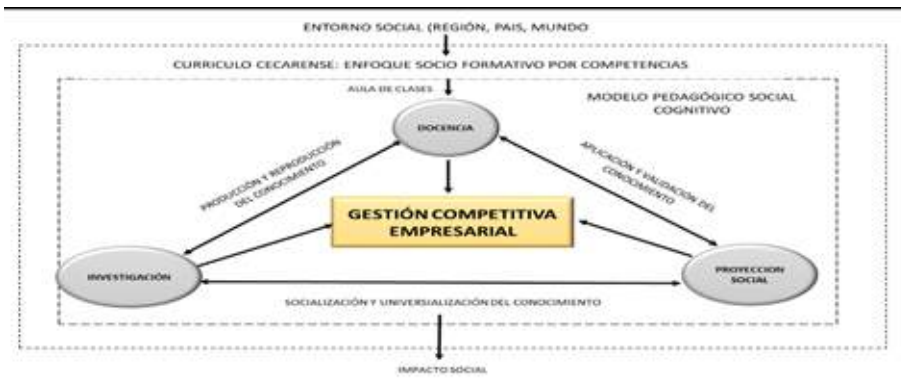 ENTORNO SOCIAL (REGIÓN, PAIS, MUNDO
CURRICULO CECARENSE: ENFOQUE SOCIO FORMATIVO POR COMPETENCIAS
AULA DE CLASES
MODELO PEDAGÓGICO SOCIAL
COGNITIVO
DOCENCIA
PRODUCCIÓN Y REPRODUCCIÓN
DEL CONOCIMIENTO
APLICACIÓN Y VALIDACIÓN DEL
CONOCIMIENTO
GESTIÓN COMPETITIVA
EMPRESARIAL
INVESTIGACIÓN
PROYECCION
SOCIAL
SOCIALIZACIÓN Y UNIVERSIALIZACIÓN DEL CONOCIMIENTO
IMPACTO SOCIAL